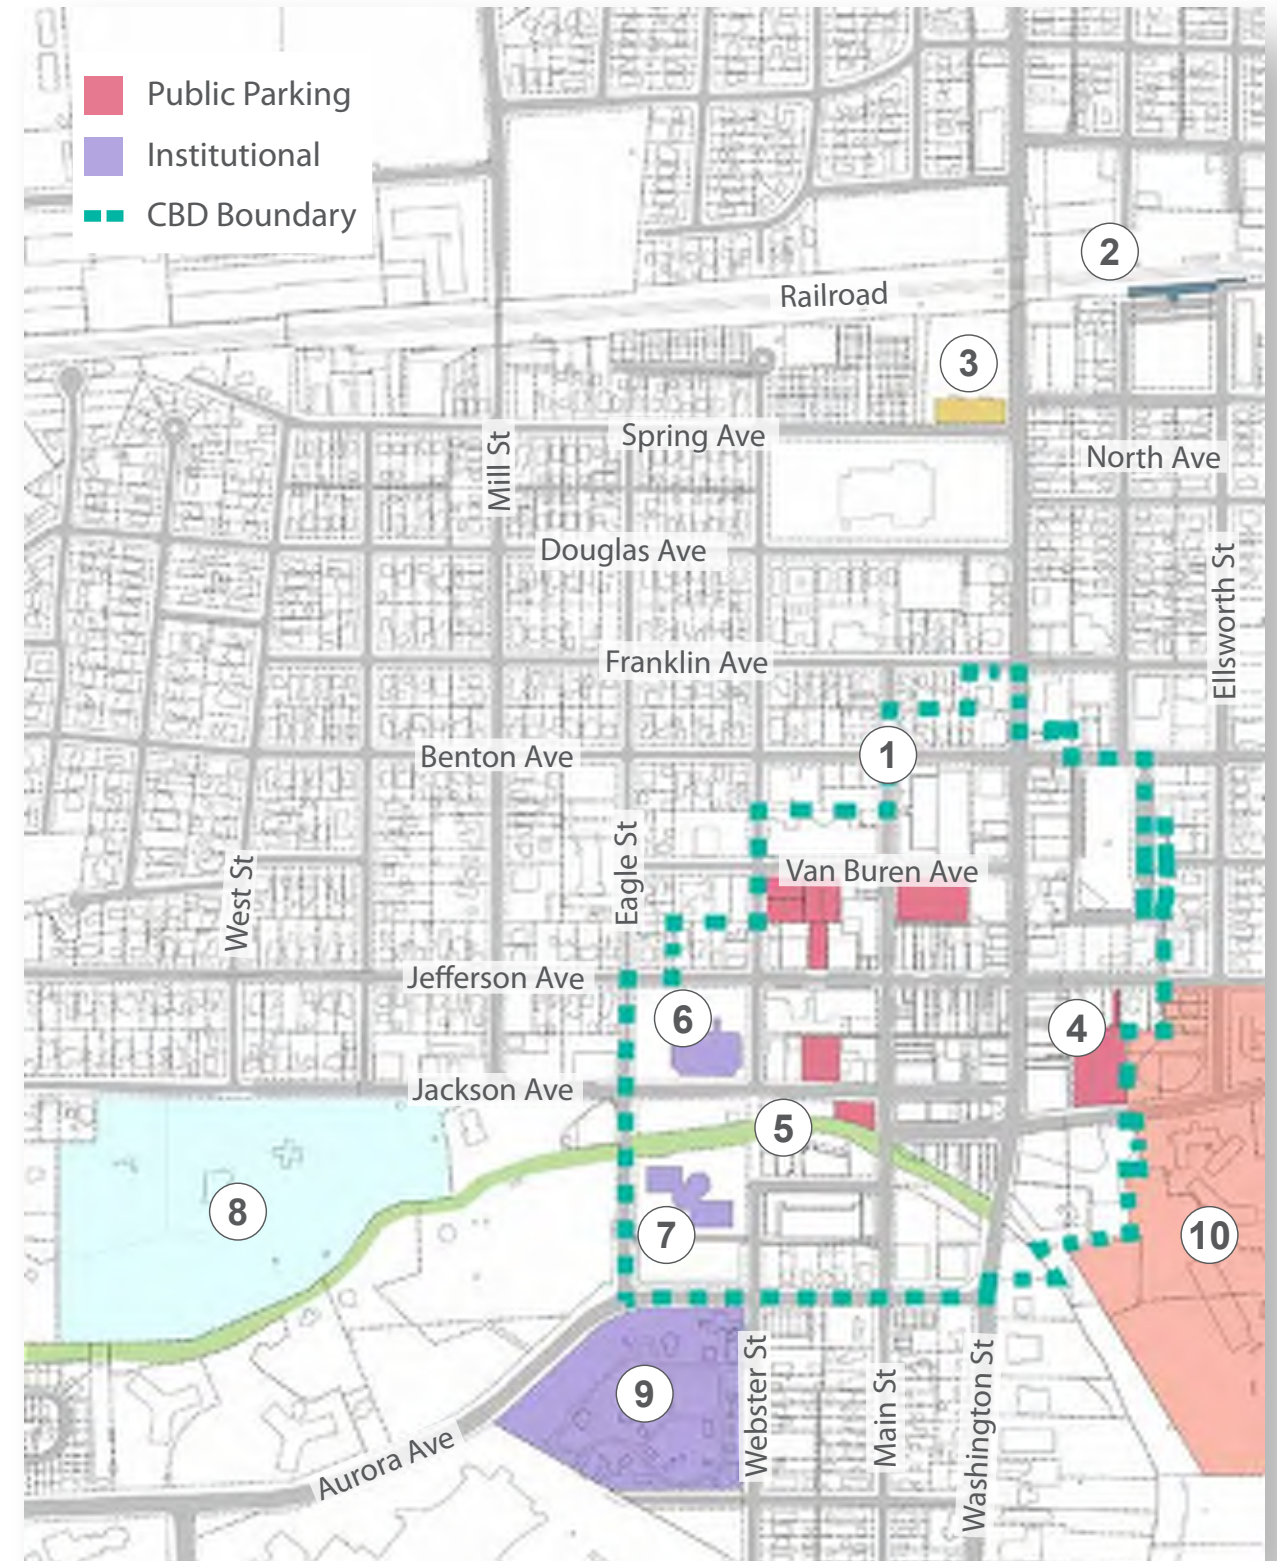 Public Parking
Institutional
CBD Boundary
2
Railroad
3
Spring Ave
Mill St
North Ave
Douglas Ave
Ellsworth St
Franklin Ave
1
Benton Ave
Eagle St
Van Buren Ave
West St
Jefferson Ave
6
4
Jackson Ave
5
8
7
10
9
Webster St
Main St
Washington St
Aurora Ave